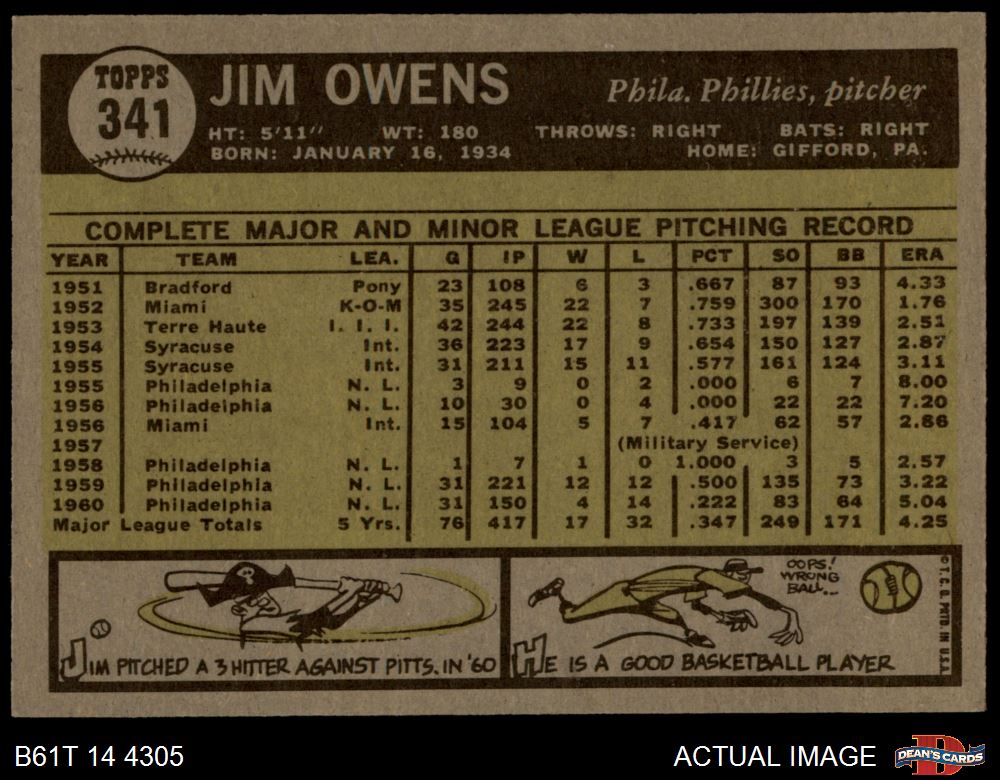 TOPPS
341
JIM OWENS
Phila. Phillies, pitcher
HT: 5'11" WT: 180 THROWS: RIGHT BATS: RIGHT
BORN: JANUARY 16, 1934 HOME: GIFFORD, PA.
COMPLETE MAJOR AND MINOR LEAGUE PITCHING RECORD
YEAR TEAM LEA. G IP W L PCT SO BB ERA
1951 Bradford Pony 23 108 6 3 .667 87 93 4.33
1952 Miami K-O-M 35 245 22 7 .759 300 170 1.76
1953 Terre Haute I. I. I. 42 244 22 8 .733 197 139 2.51
1954 Syracuse Int. 36 223 17 9 .654 150 127 2.87
1955 Syracuse Int. 31 211 15 11 .577 161 124 3.11
1955 Philadelphia N. L. 3 9 0 2 .000 6 7 8.00
1956 Philadelphia N. L. 10 30 0 4 .000 22 22 7.20
1956 Miami Int. 15 104 5 7 .417 62 57 2.86
1957 (Military Service)
1958 Philadelphia N. L. 1 7 1 0 1.000 3 5 2.57
1959 Philadelphia N. L. 31 221 12 12 .500 135 73 3.22
1960 Philadelphia N. L. 31 150 4 14 .222 83 64 5.04
Major League Totals 5 Yrs. 76 417 17 32 .347 249 171 4.25
P
JIM PITCHED A 3 HITTER AGAINST PITTS. IN '60
OOPS!
WRONG
BALL...
HE IS A GOOD BASKETBALL PLAYER
© T. C. G. PRTD. IN U.S.A.
B61T 14 4305
ACTUAL IMAGE
D
DEAN'S CARDS